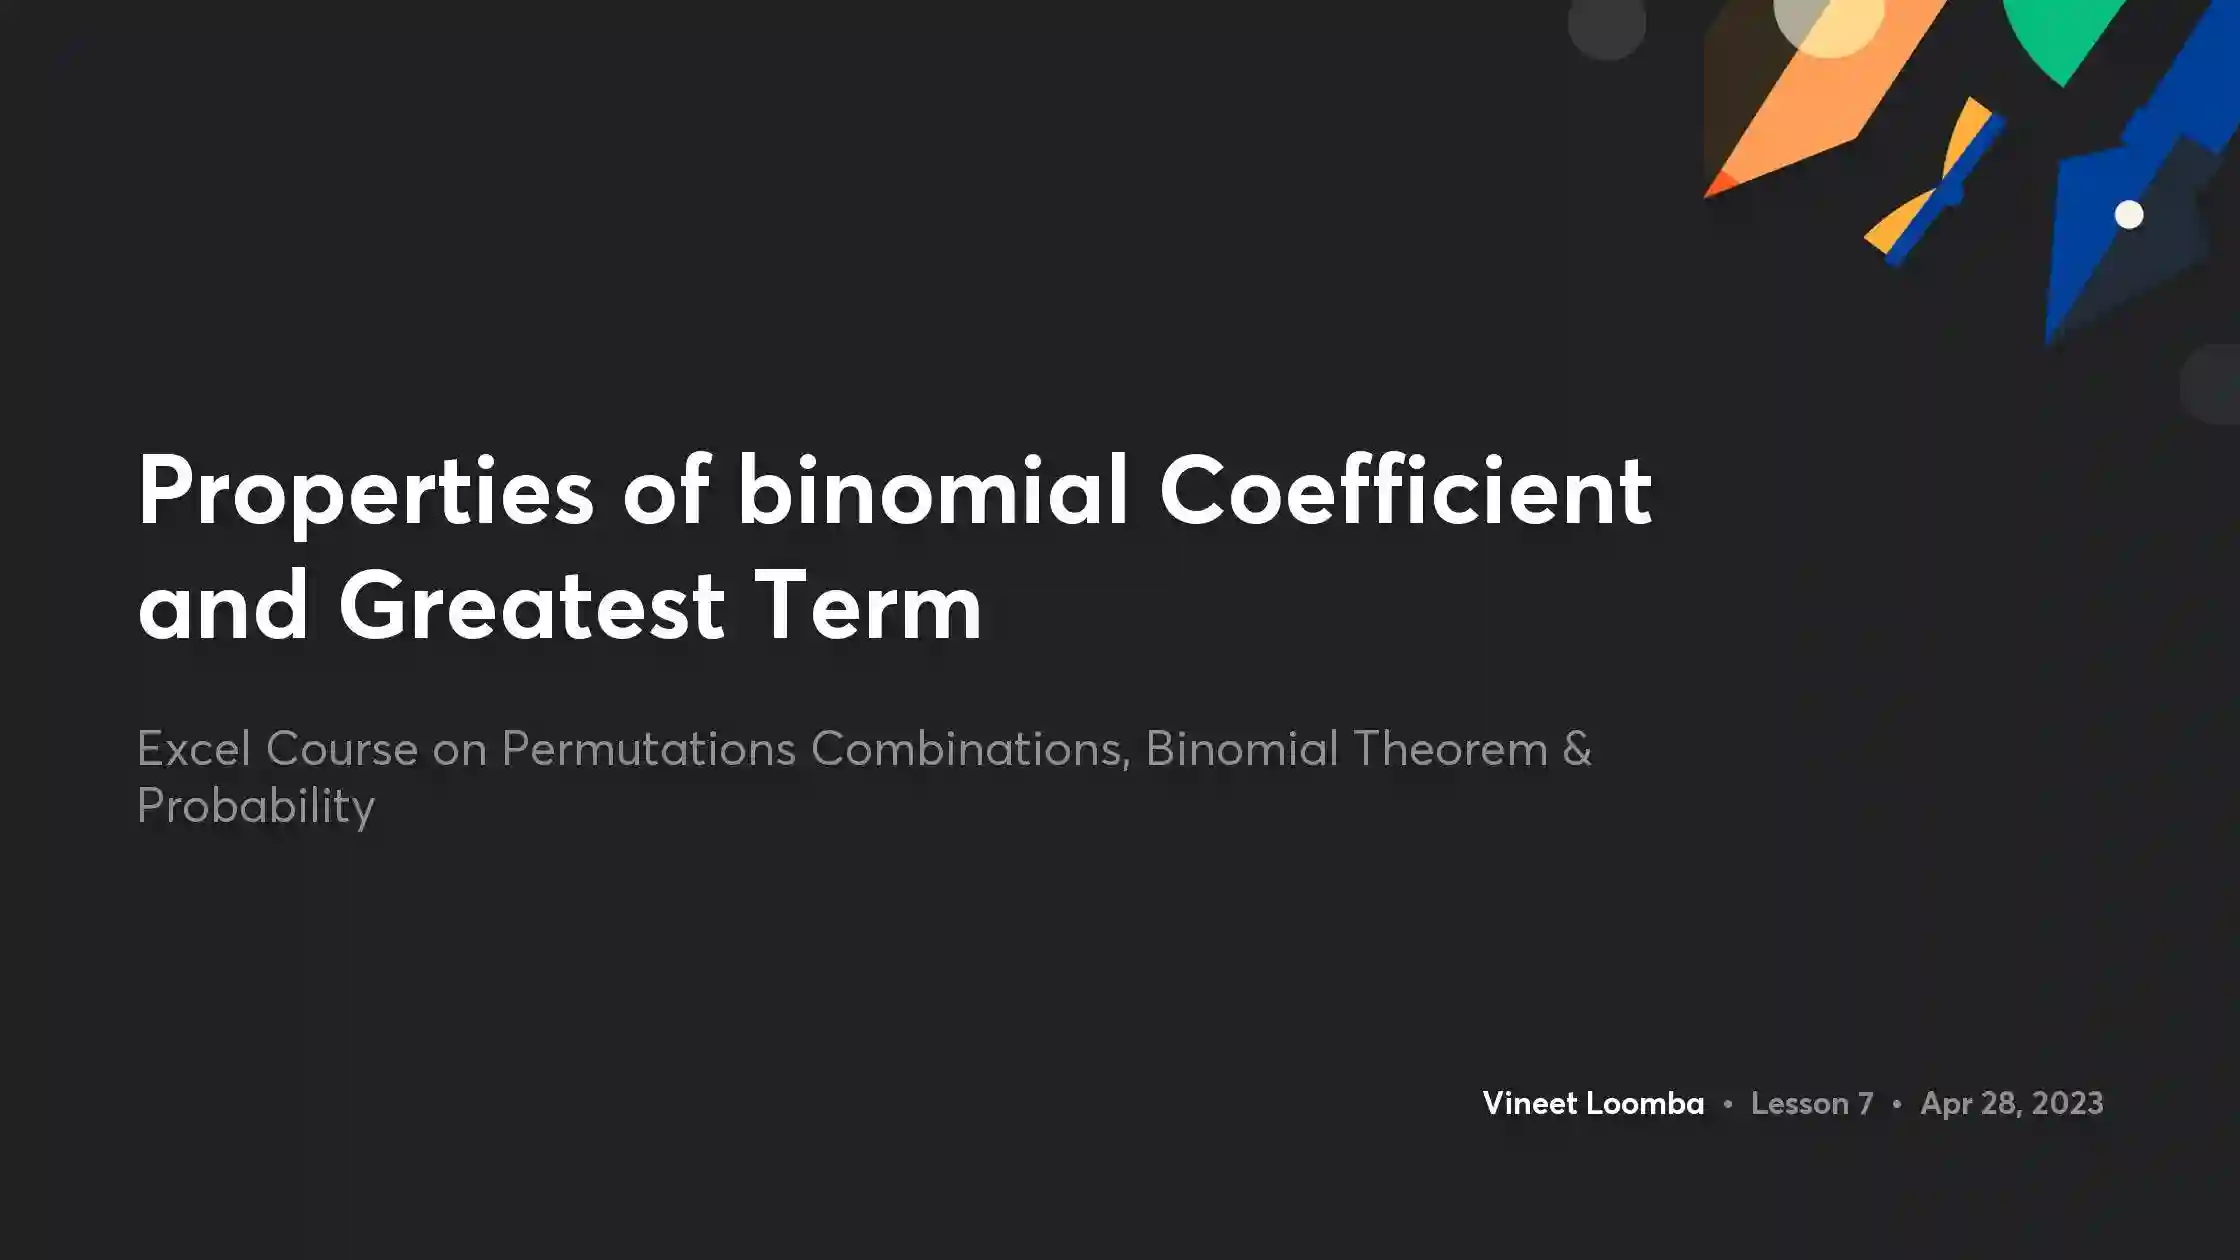 Properties of binomial Coefficient
and Greatest Term
Excel Course on Permutations Combinations, Binomial Theorem &
Probability
Vineet Loomba • Lesson 7 • Apr 28, 2023